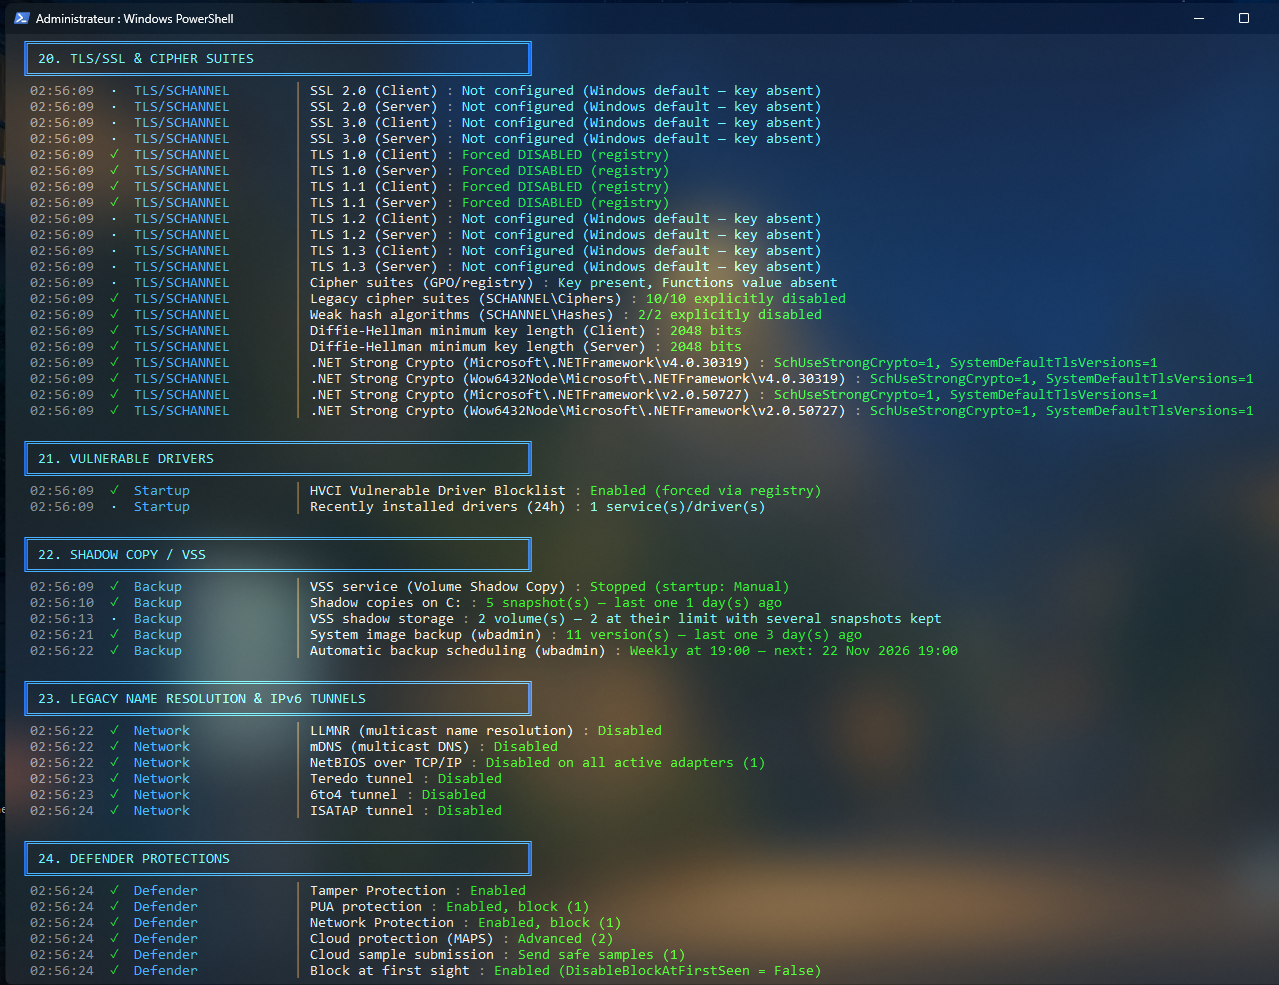 Administrateur : Windows PowerShell
20. TLS/SSL & CIPHER SUITES
02:56:09 · TLS/SCHANNEL | SSL 2.0 (Client) : Not configured (Windows default — key absent)
02:56:09 · TLS/SCHANNEL | SSL 2.0 (Server) : Not configured (Windows default — key absent)
02:56:09 · TLS/SCHANNEL | SSL 3.0 (Client) : Not configured (Windows default — key absent)
02:56:09 · TLS/SCHANNEL | SSL 3.0 (Server) : Not configured (Windows default — key absent)
02:56:09 ✓ TLS/SCHANNEL | TLS 1.0 (Client) : Forced DISABLED (registry)
02:56:09 ✓ TLS/SCHANNEL | TLS 1.0 (Server) : Forced DISABLED (registry)
02:56:09 ✓ TLS/SCHANNEL | TLS 1.1 (Client) : Forced DISABLED (registry)
02:56:09 ✓ TLS/SCHANNEL | TLS 1.1 (Server) : Forced DISABLED (registry)
02:56:09 · TLS/SCHANNEL | TLS 1.2 (Client) : Not configured (Windows default — key absent)
02:56:09 · TLS/SCHANNEL | TLS 1.2 (Server) : Not configured (Windows default — key absent)
02:56:09 · TLS/SCHANNEL | TLS 1.3 (Client) : Not configured (Windows default — key absent)
02:56:09 · TLS/SCHANNEL | TLS 1.3 (Server) : Not configured (Windows default — key absent)
02:56:09 · TLS/SCHANNEL | Cipher suites (GPO/registry) : Key present, Functions value absent
02:56:09 ✓ TLS/SCHANNEL | Legacy cipher suites (SCHANNEL\Ciphers) : 10/10 explicitly disabled
02:56:09 ✓ TLS/SCHANNEL | Weak hash algorithms (SCHANNEL\Hashes) : 2/2 explicitly disabled
02:56:09 ✓ TLS/SCHANNEL | Diffie-Hellman minimum key length (Client) : 2048 bits
02:56:09 ✓ TLS/SCHANNEL | Diffie-Hellman minimum key length (Server) : 2048 bits
02:56:09 ✓ TLS/SCHANNEL | .NET Strong Crypto (Microsoft\.NETFramework\v4.0.30319) : SchUseStrongCrypto=1, SystemDefaultTlsVersions=1
02:56:09 ✓ TLS/SCHANNEL | .NET Strong Crypto (Wow6432Node\Microsoft\.NETFramework\v4.0.30319) : SchUseStrongCrypto=1, SystemDefaultTlsVersions=1
02:56:09 ✓ TLS/SCHANNEL | .NET Strong Crypto (Microsoft\.NETFramework\v2.0.50727) : SchUseStrongCrypto=1, SystemDefaultTlsVersions=1
02:56:09 ✓ TLS/SCHANNEL | .NET Strong Crypto (Wow6432Node\Microsoft\.NETFramework\v2.0.50727) : SchUseStrongCrypto=1, SystemDefaultTlsVersions=1
21. VULNERABLE DRIVERS
02:56:09 ✓ Startup | HVCI Vulnerable Driver Blocklist : Enabled (forced via registry)
02:56:09 · Startup | Recently installed drivers (24h) : 1 service(s)/driver(s)
22. SHADOW COPY / VSS
02:56:09 ✓ Backup | VSS service (Volume Shadow Copy) : Stopped (startup: Manual)
02:56:10 ✓ Backup | Shadow copies on C: : 5 snapshot(s) — last one 1 day(s) ago
02:56:13 · Backup | VSS shadow storage : 2 volume(s) — 2 at their limit with several snapshots kept
02:56:21 ✓ Backup | System image backup (wbadmin) : 11 version(s) — last one 3 day(s) ago
02:56:22 ✓ Backup | Automatic backup scheduling (wbadmin) : Weekly at 19:00 — next: 22 Nov 2026 19:00
23. LEGACY NAME RESOLUTION & IPv6 TUNNELS
02:56:22 ✓ Network | LLMNR (multicast name resolution) : Disabled
02:56:22 ✓ Network | mDNS (multicast DNS) : Disabled
02:56:22 ✓ Network | NetBIOS over TCP/IP : Disabled on all active adapters (1)
02:56:23 ✓ Network | Teredo tunnel : Disabled
02:56:23 ✓ Network | 6to4 tunnel : Disabled
02:56:24 ✓ Network | ISATAP tunnel : Disabled
24. DEFENDER PROTECTIONS
02:56:24 ✓ Defender | Tamper Protection : Enabled
02:56:24 ✓ Defender | PUA protection : Enabled, block (1)
02:56:24 ✓ Defender | Network Protection : Enabled, block (1)
02:56:24 ✓ Defender | Cloud protection (MAPS) : Advanced (2)
02:56:24 ✓ Defender | Cloud sample submission : Send safe samples (1)
02:56:24 ✓ Defender | Block at first sight : Enabled (DisableBlockAtFirstSeen = False)